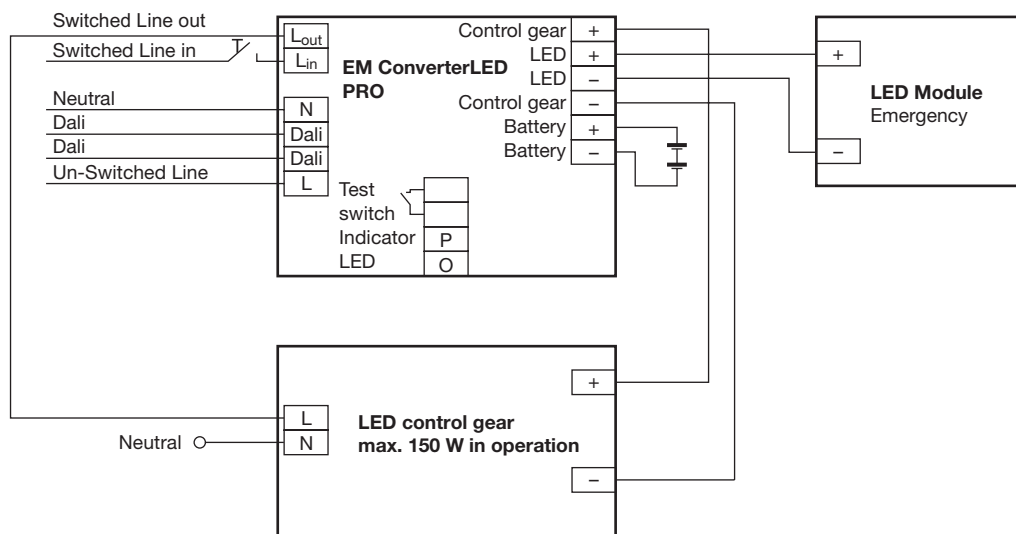 Switched Line out
Switched Line in
Neutral
Dali
Dali
Un-Switched Line
Lout
Lin
N
Dali
Dali
L
EM ConverterLED
PRO
Test
switch
Indicator P
LED O
Control gear +
LED +
LED –
Control gear –
Battery +
Battery –
+
–
LED Module
Emergency
Neutral
L
N
LED control gear
max. 150 W in operation
+
–